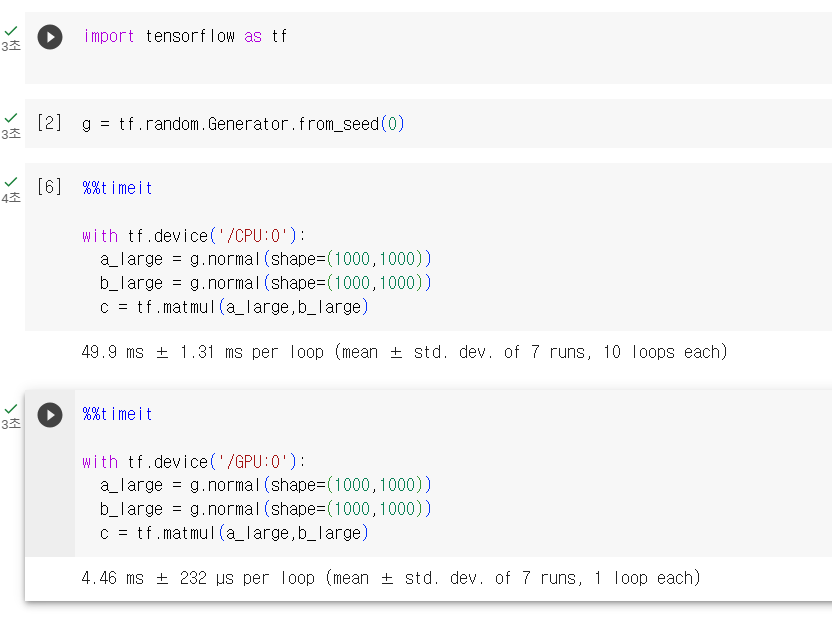 import tensorflow as tf
3초
[2] g = tf.random.Generator.from_seed(0)
3초
[6] %%timeit
4초
with tf.device('/CPU:0'):
a_large = g.normal(shape=(1000,1000))
b_large = g.normal(shape=(1000,1000))
c = tf.matmul(a_large,b_large)
49.9 ms ± 1.31 ms per loop (mean ± std. dev. of 7 runs, 10 loops each)
%%timeit
3초
with tf.device('/GPU:0'):
a_large = g.normal(shape=(1000,1000))
b_large = g.normal(shape=(1000,1000))
c = tf.matmul(a_large,b_large)
4.46 ms ± 232 µs per loop (mean ± std. dev. of 7 runs, 1 loop each)